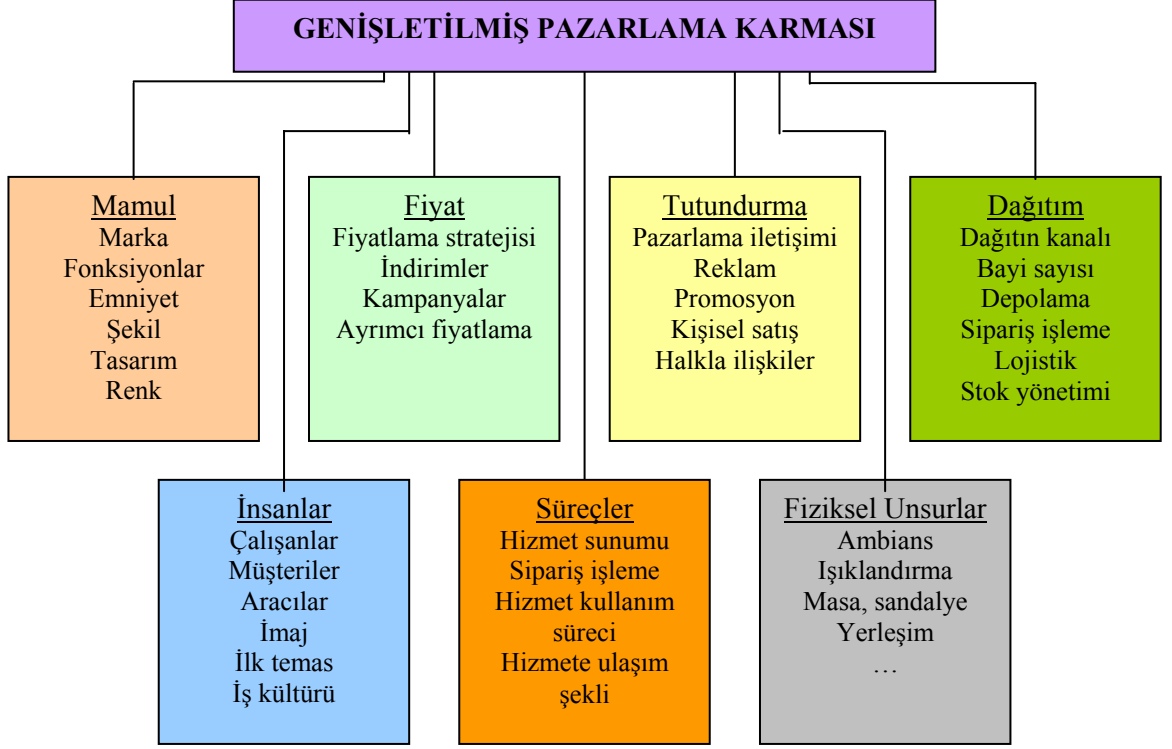 GENİŞLETİLMİŞ PAZARLAMA KARMASI
Mamul
Marka
Fonksiyonlar
Emniyet
Şekil
Tasarım
Renk
Fiyat
Fiyatlama stratejisi
İndirimler
Kampanyalar
Ayrımcı fiyatlama
Tutundurma
Pazarlama iletişimi
Reklam
Promosyon
Kişisel satış
Halkla ilişkiler
Dağıtım
Dağıtın kanalı
Bayi sayısı
Depolama
Sipariş işleme
Lojistik
Stok yönetimi
İnsanlar
Çalışanlar
Müşteriler
Aracılar
İmaj
İlk temas
İş kültürü
Süreçler
Hizmet sunumu
Sipariş işleme
Hizmet kullanım
süreci
Hizmete ulaşım
şekli
Fiziksel Unsurlar
Ambians
Işıklandırma
Masa, sandalye
Yerleşim
…